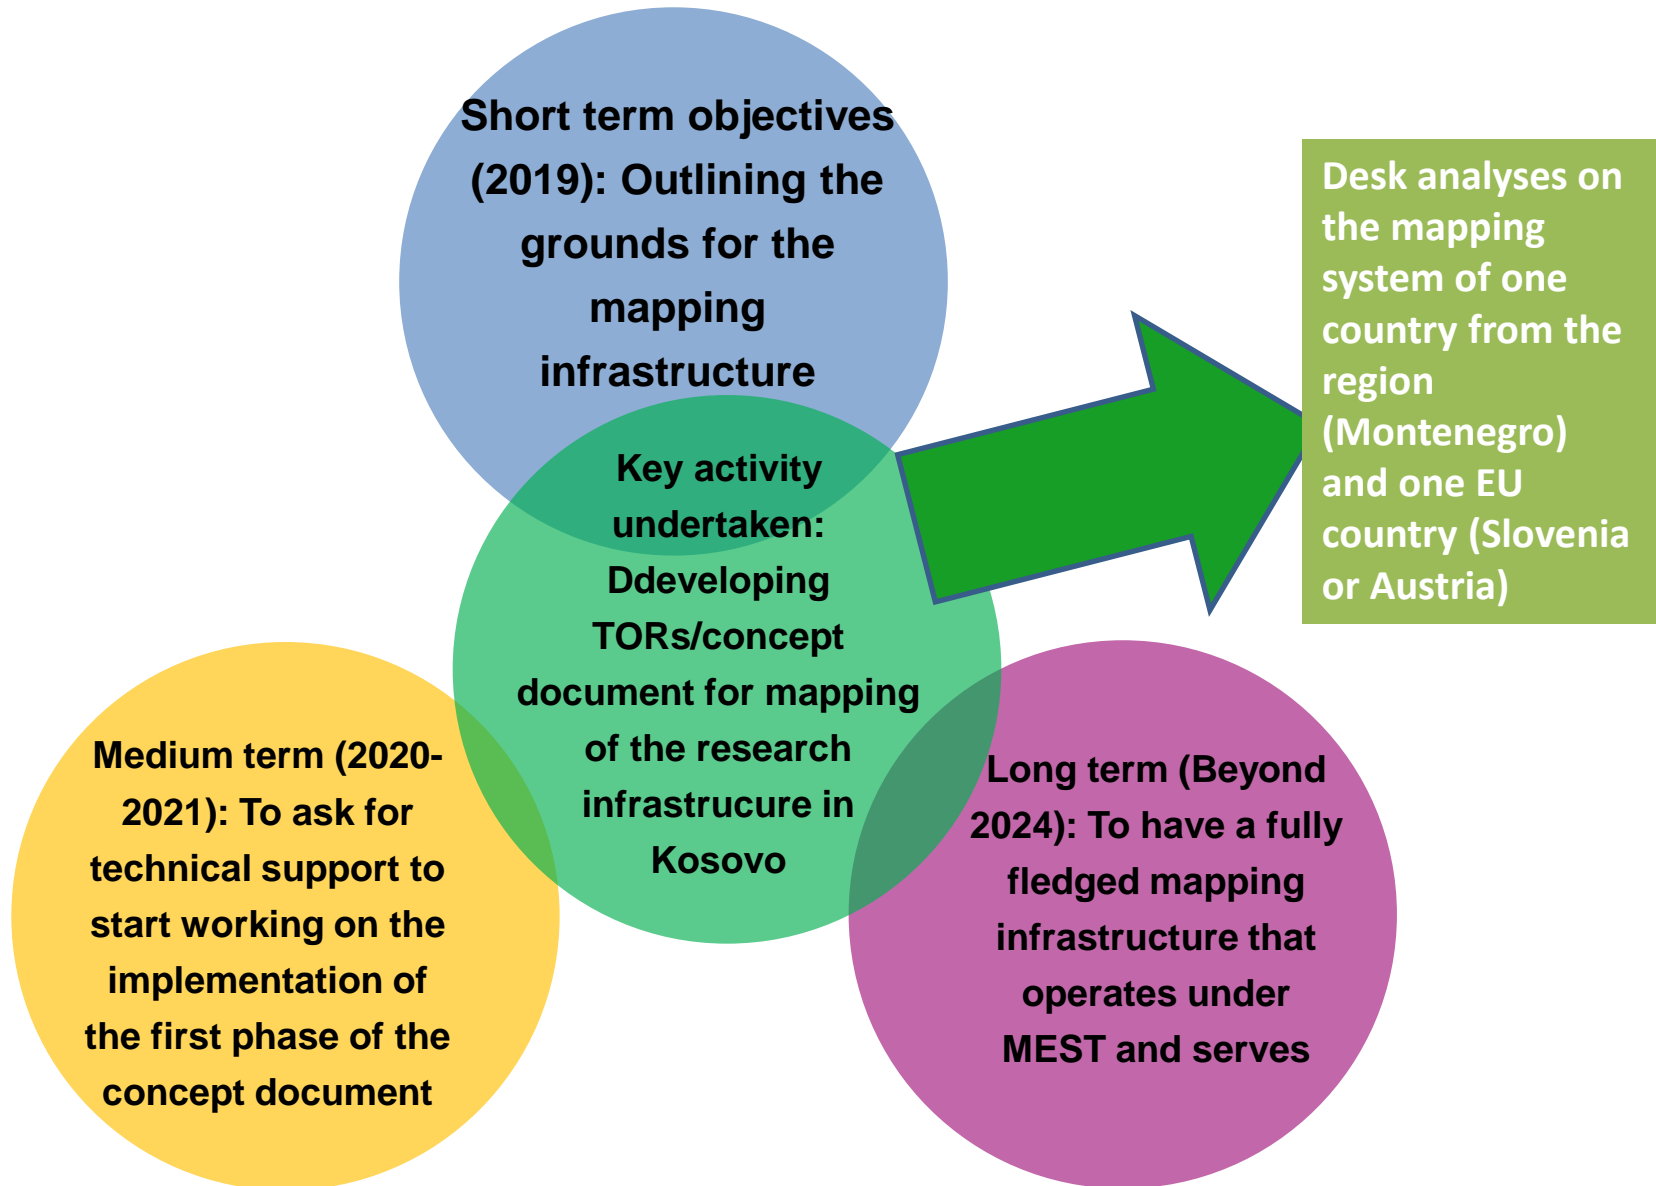 Short term objectives
(2019): Outlining the
grounds for the
mapping
infrastructure
Desk analyses on
the mapping
system of one
country from the
region
(Montenegro)
and one EU
country (Slovenia
or Austria)
Key activity
undertaken:
Ddeveloping
TORs/concept
document for mapping
of the research
infrastrucure in
Kosovo
Medium term (2020-
2021): To ask for
technical support to
start working on the
implementation of
the first phase of the
concept document
Long term (Beyond
2024): To have a fully
fledged mapping
infrastructure that
operates under
MEST and serves